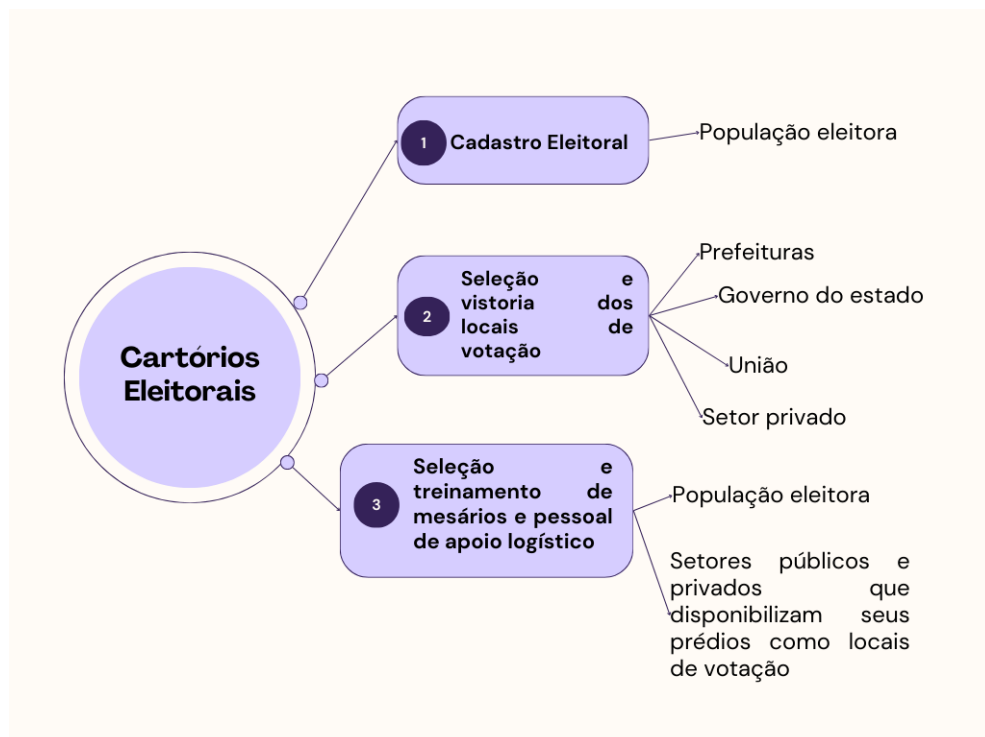 Cartórios
Eleitorais
1
Cadastro Eleitoral
População eleitora
2
Seleção e
vistoria dos
locais de
votação
Prefeituras
Governo do estado
União
Setor privado
3
Seleção e
treinamento de
mesários e pessoal
de apoio logístico
População eleitora
Setores públicos e
privados que
disponibilizam seus
prédios como locais
de votação